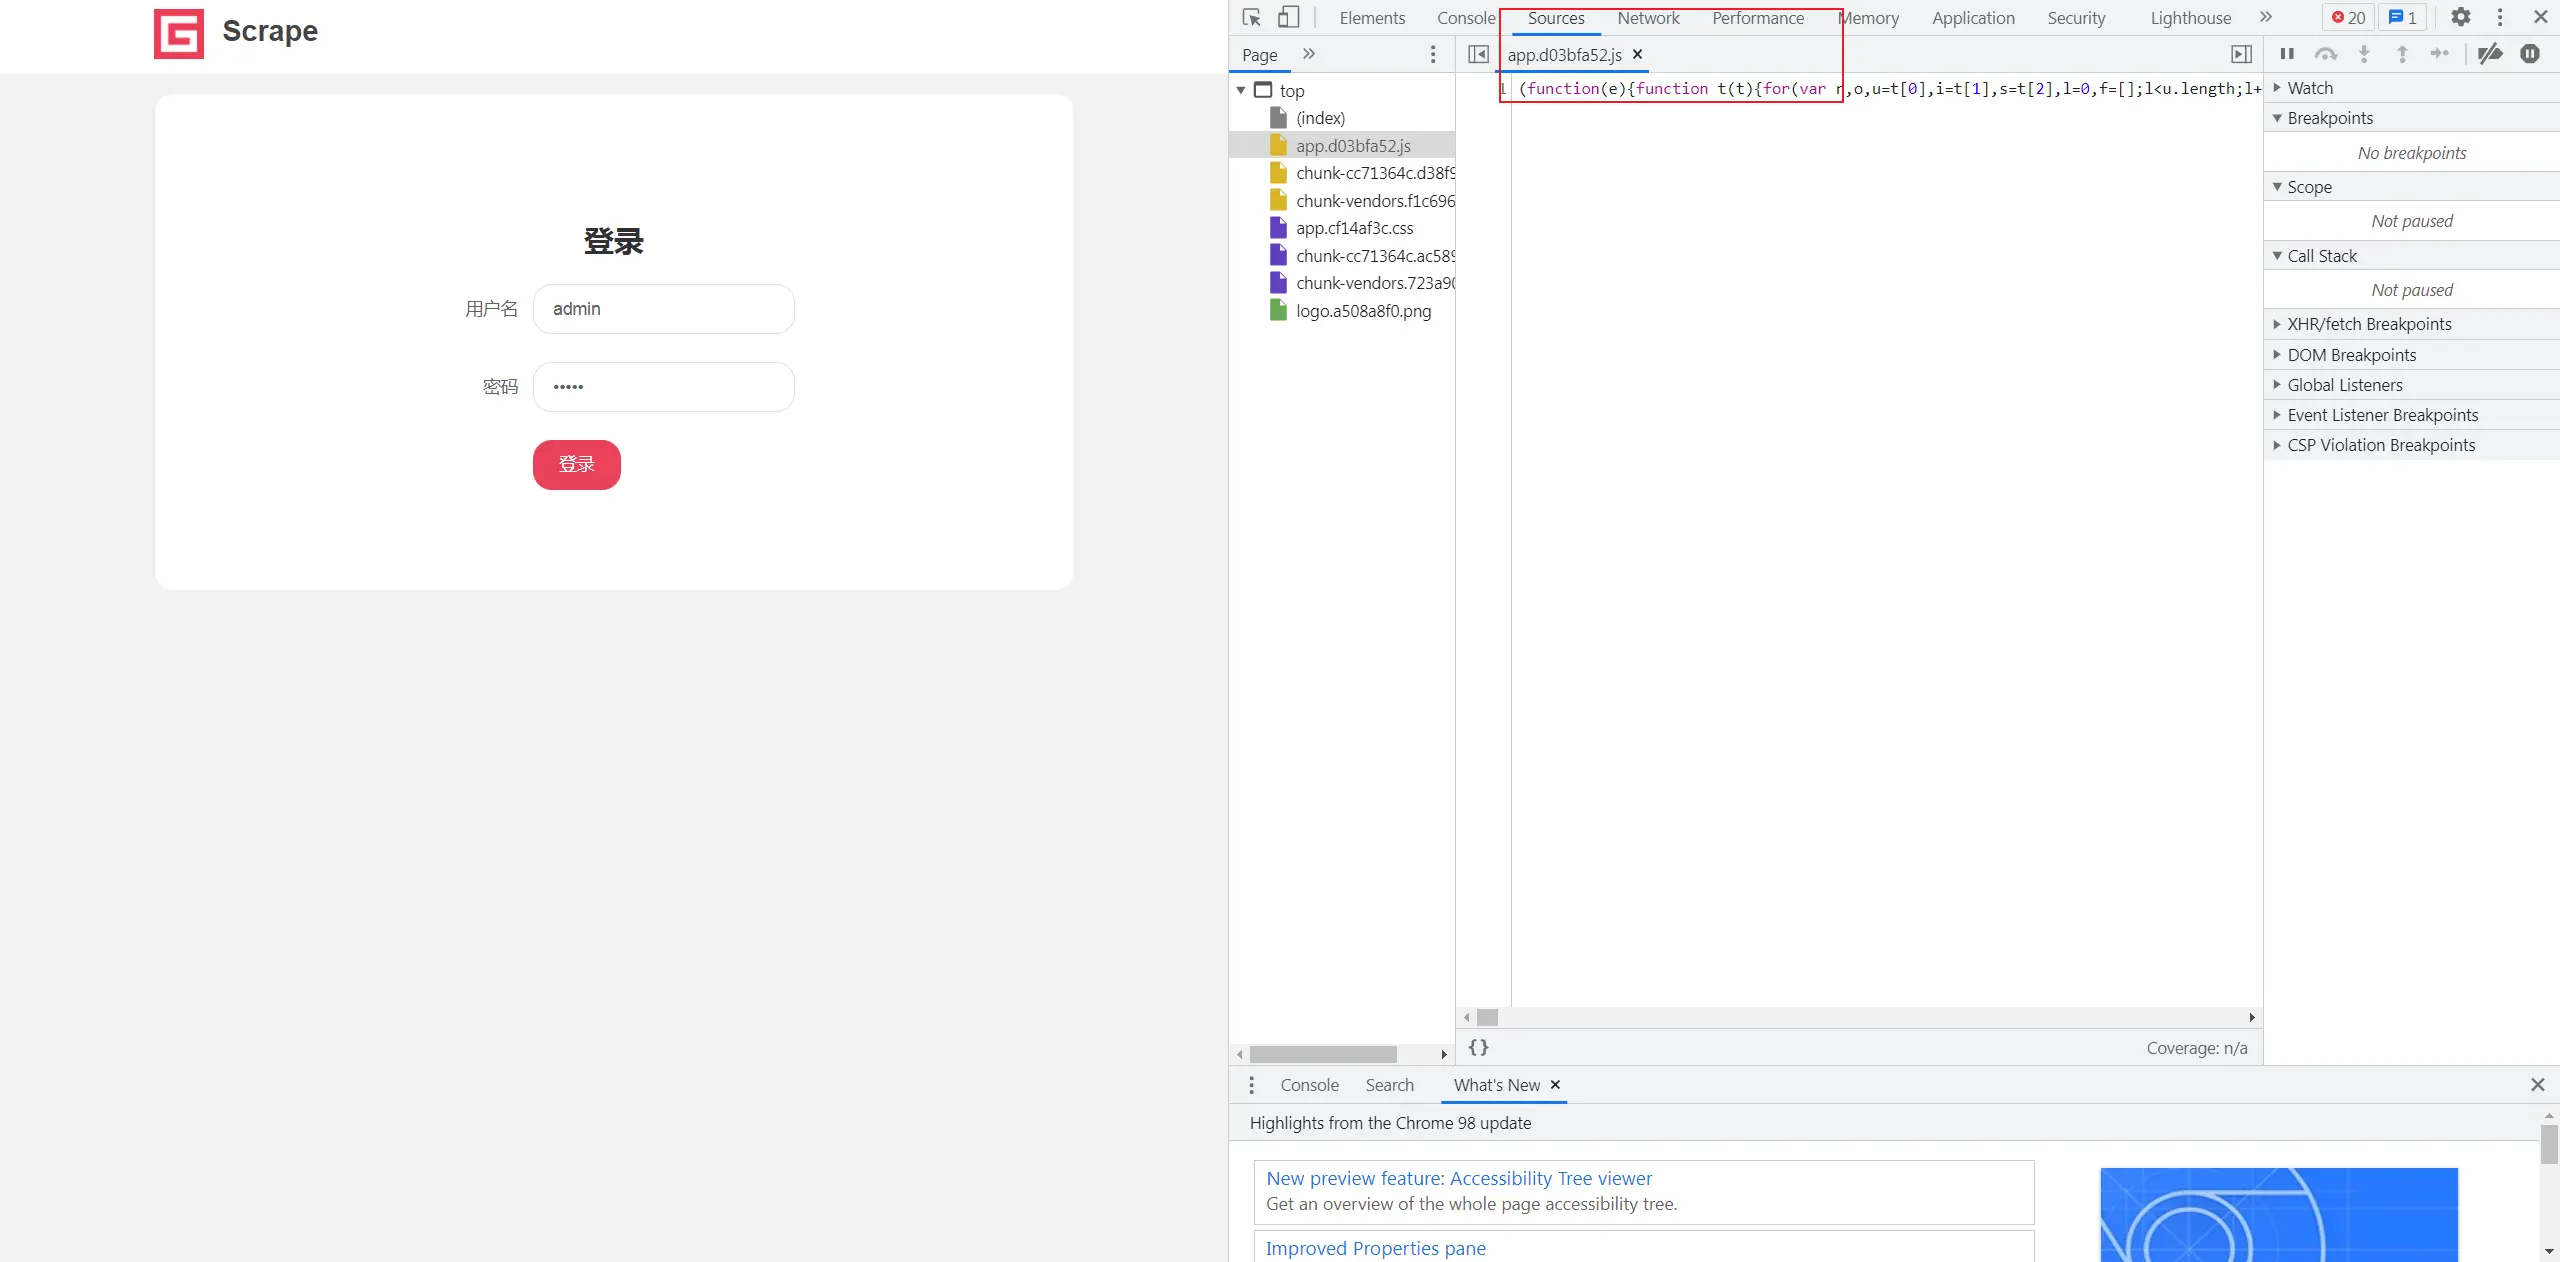 Scrape
登录
用户名 admin
密码 •••••
登录
Elements Console Sources Network Performance Memory Application Security Lighthouse » 20 1
Page » app.d03bfa52.js ×
top
(index)
app.d03bfa52.js
chunk-cc71364c.d38f9
chunk-vendors.f1c696
app.cf14af3c.css
chunk-cc71364c.ac589
chunk-vendors.723a90
logo.a508a8f0.png
1 (function(e){function t(t){for(var r,o,u=t[0],i=t[1],s=t[2],l=0,f=[];l<u.length;l+
{} Coverage: n/a
Watch
Breakpoints
No breakpoints
Scope
Not paused
Call Stack
Not paused
XHR/fetch Breakpoints
DOM Breakpoints
Global Listeners
Event Listener Breakpoints
CSP Violation Breakpoints
Console Search What's New ×
Highlights from the Chrome 98 update
New preview feature: Accessibility Tree viewer
Get an overview of the whole page accessibility tree.
Improved Properties pane